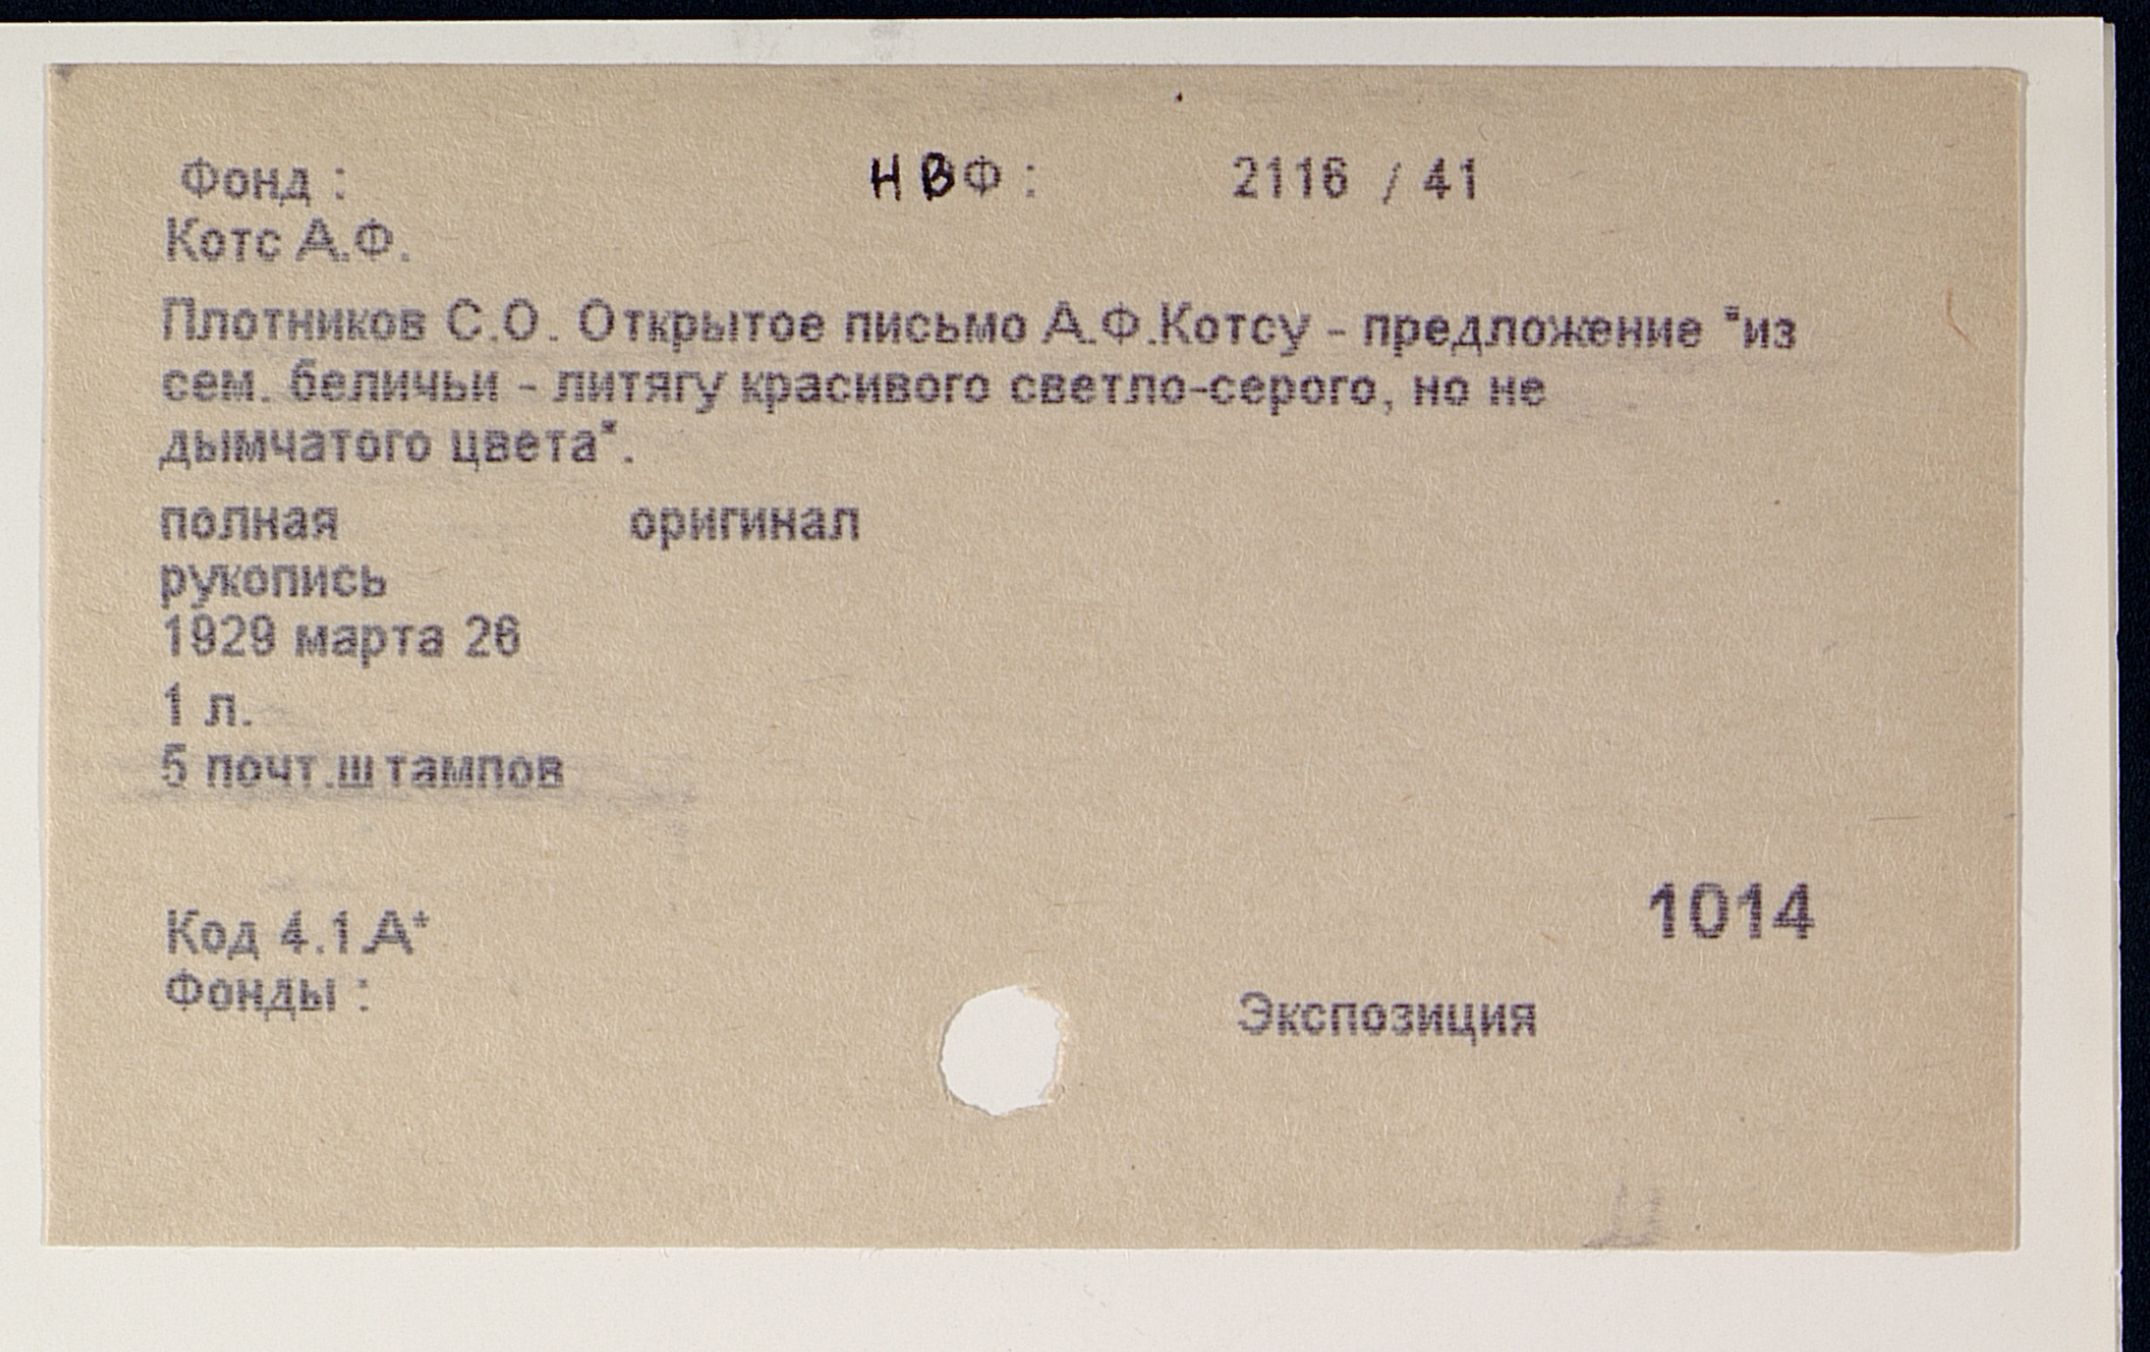 Фонд : НВФ : 2116 / 41
Котс А.Ф.
Плотников С.О. Открытое письмо А.Ф.Котсу - предложение "из
сем. беличьи - литягу красивого светло-серого, но не
дымчатого цвета".
полная оригинал
рукопись
1929 марта 26
1 л.
5 почт.штампов
1014
Код 4.1.А*
Фонды :
Экспозиция